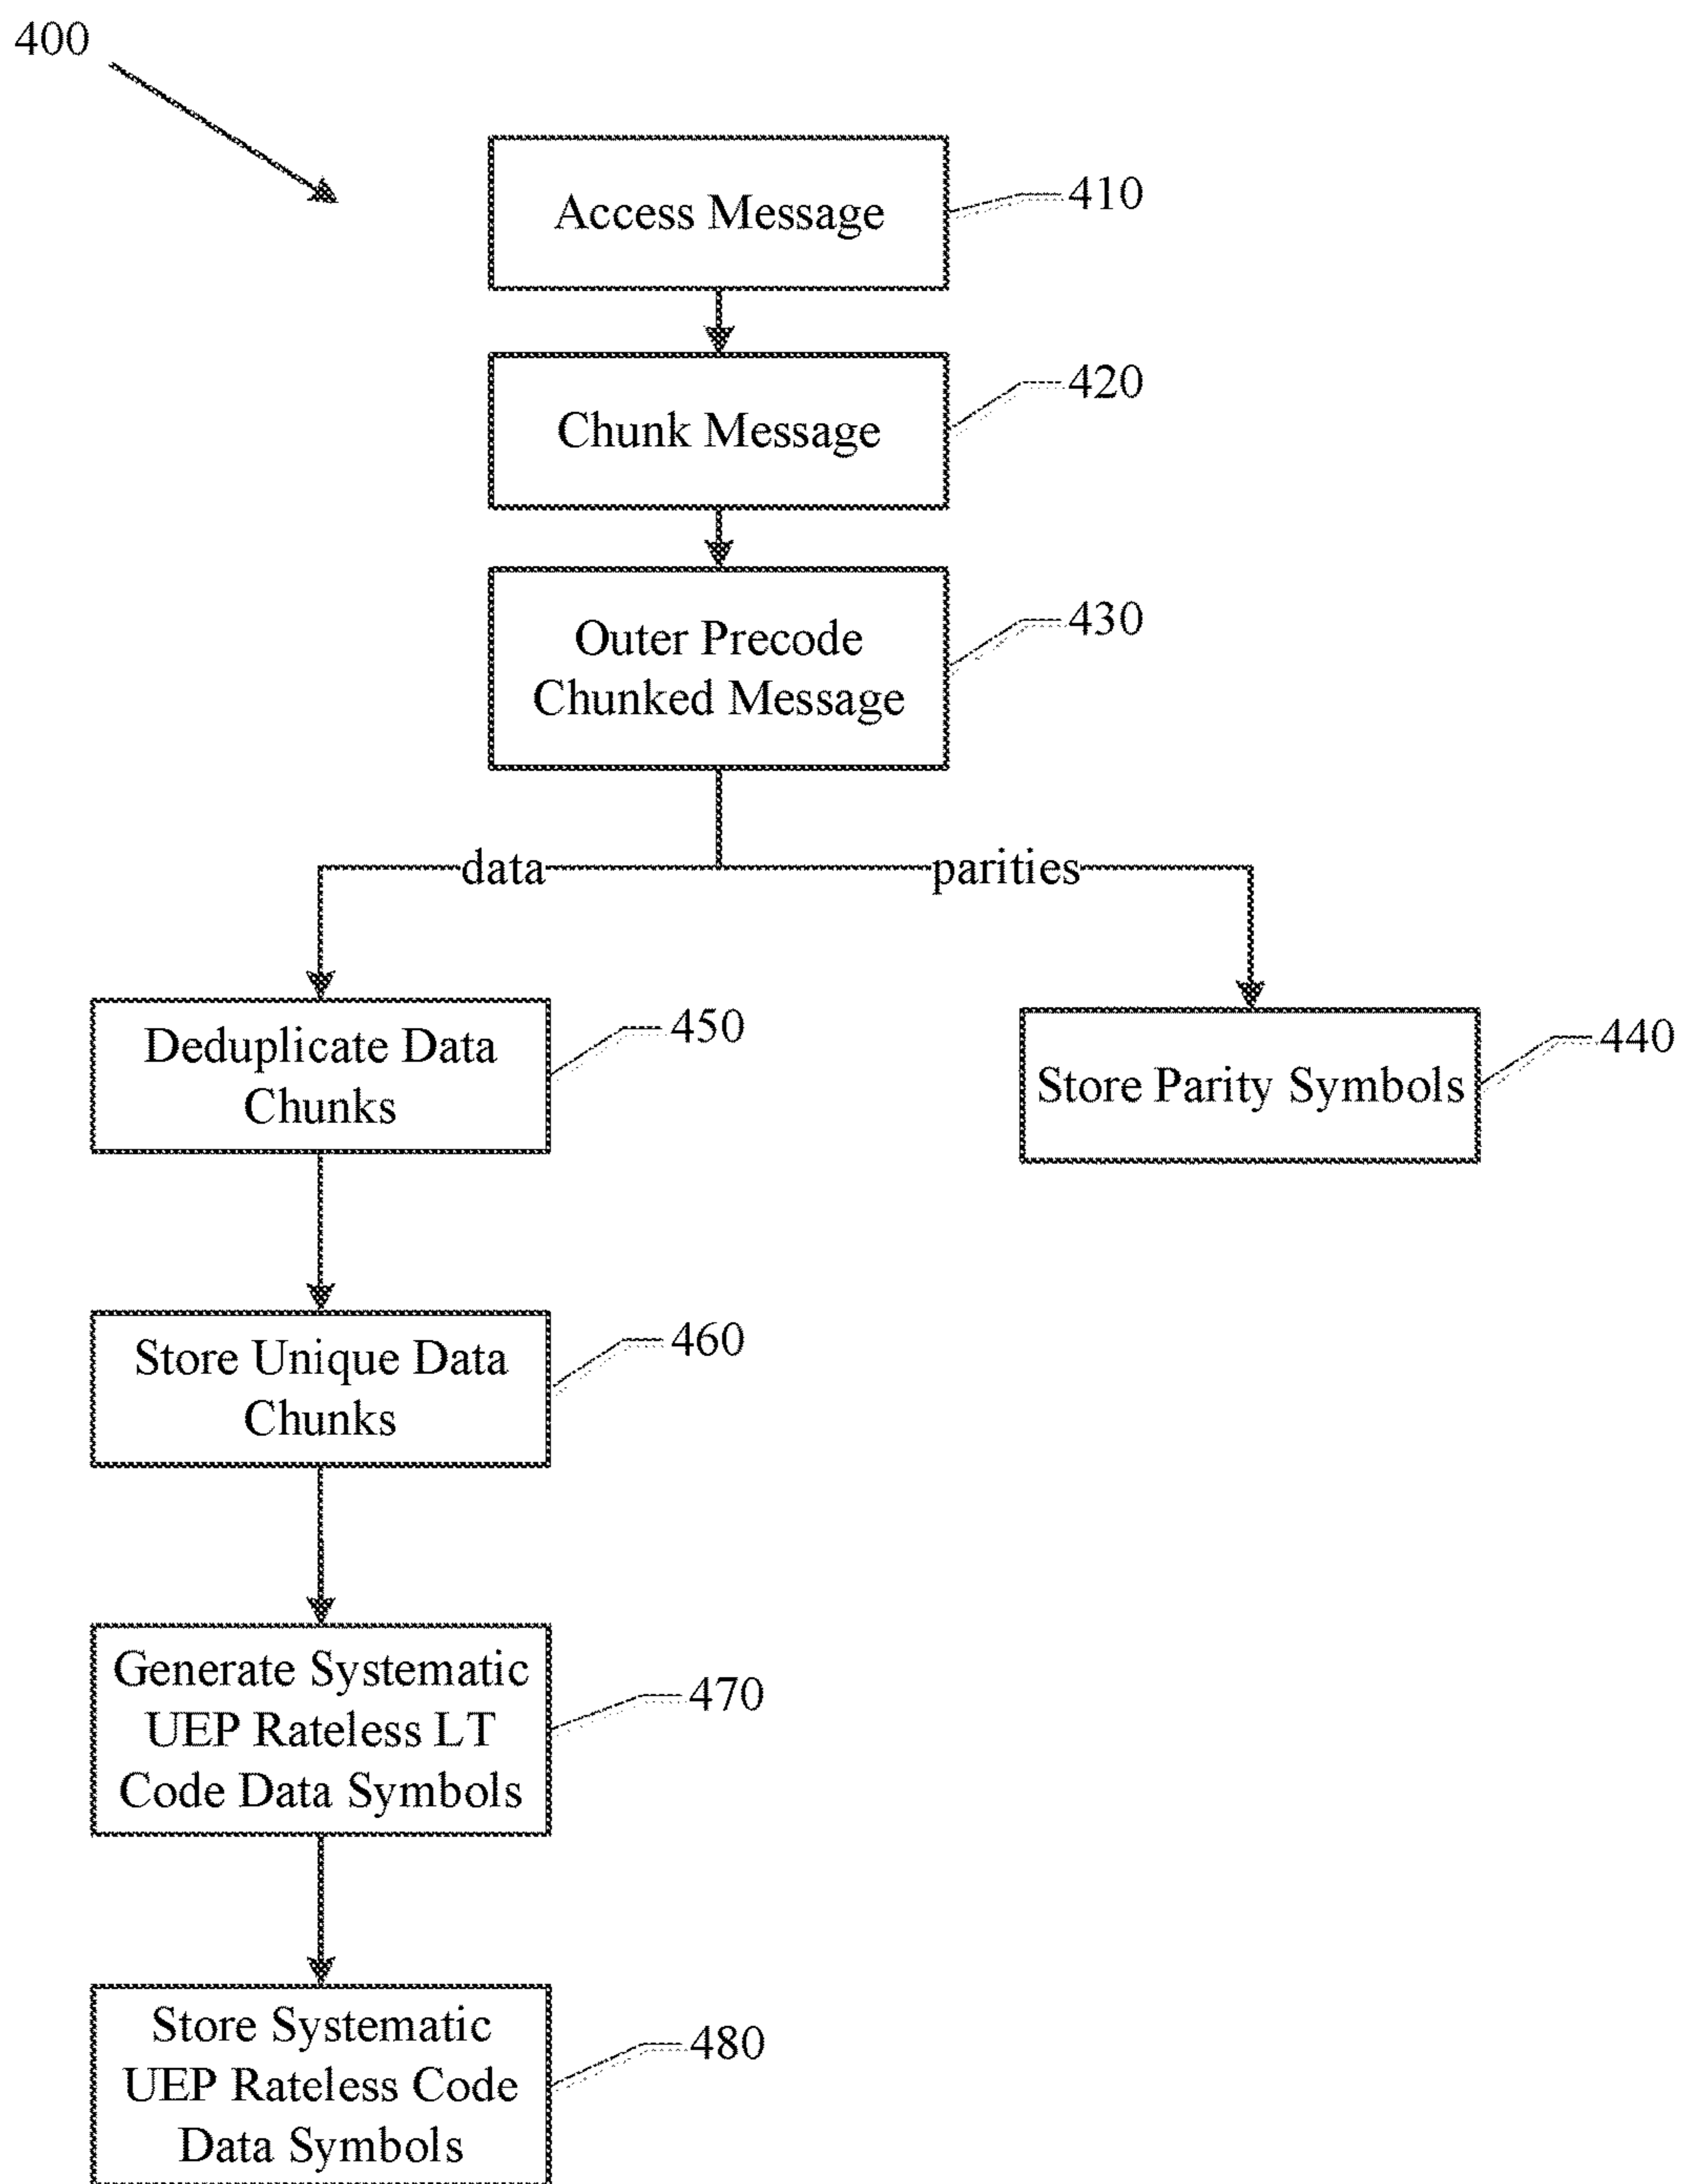 400
Access Message
410
Chunk Message
420
Outer Precode
Chunked Message
430
data
parities
Deduplicate Data
Chunks
450
Store Parity Symbols
440
Store Unique Data
Chunks
460
Generate Systematic
UEP Rateless LT
Code Data Symbols
470
Store Systematic
UEP Rateless Code
Data Symbols
480